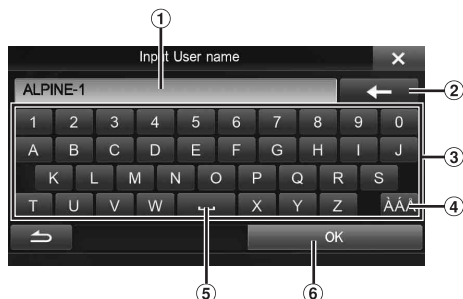 ①
Input User name ×
ALPINE-1 ← ②
1 2 3 4 5 6 7 8 9 0
A B C D E F G H I J ③
K L M N O P Q R S
T U V W ⎵ X Y Z ÀÁÂ ④
OK
⑤ ⑥